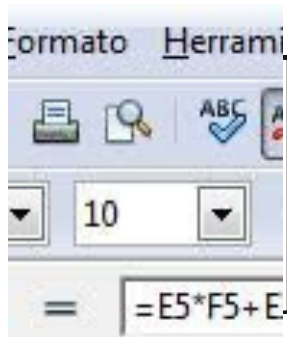 Formato Herrami
ABC
10
= =E5*F5+E